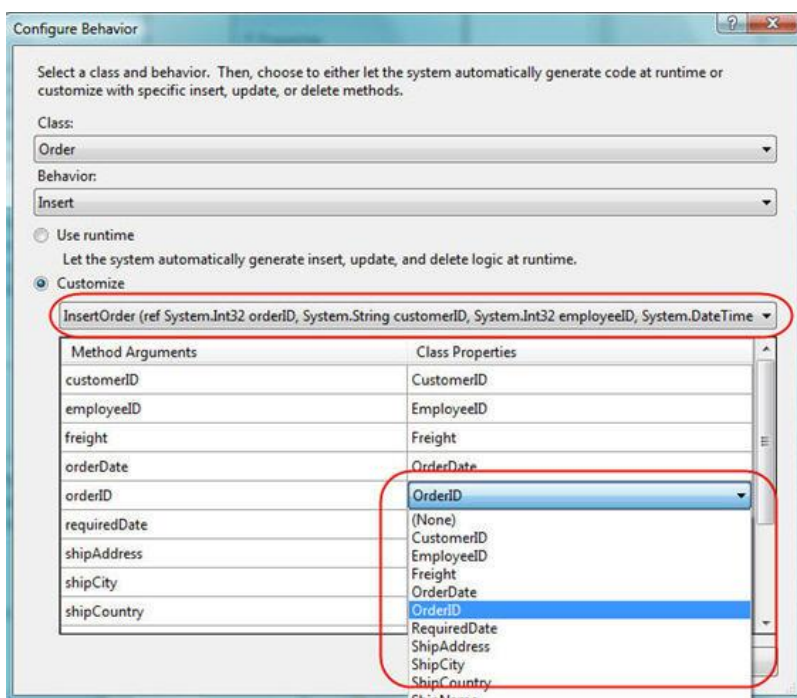 Configure Behavior
Select a class and behavior. Then, choose to either let the system automatically generate code at runtime or
customize with specific insert, update, or delete methods.
Class:
Order
Behavior:
Insert
Use runtime
Let the system automatically generate insert, update, and delete logic at runtime.
Customize
InsertOrder (ref System.Int32 orderID, System.String customerID, System.Int32 employeeID, System.DateTime
Method Arguments Class Properties
customerID CustomerID
employeeID EmployeeID
freight Freight
orderDate OrderDate
orderID OrderID
requiredDate
shipAddress
shipCity
shipCountry
(None)
CustomerID
EmployeeID
Freight
OrderDate
OrderID
RequiredDate
ShipAddress
ShipCity
ShipCountry